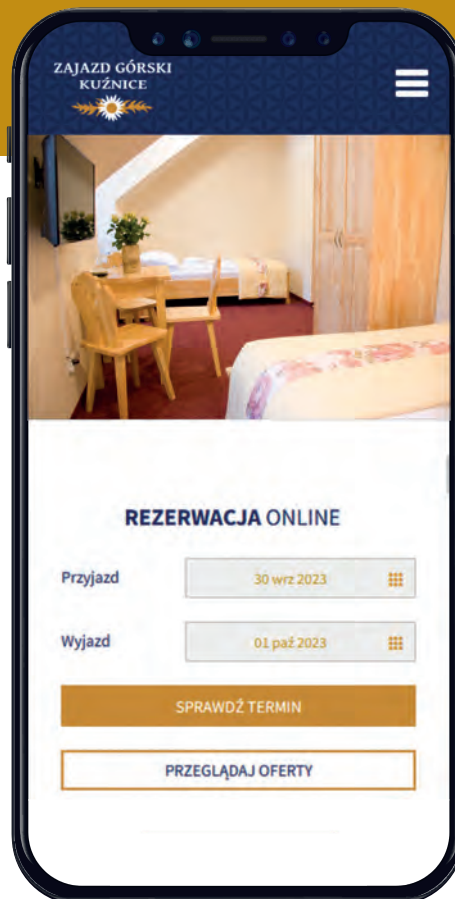 ZAJAZD GÓRSKI
KUŹNICE
REZERWACJA ONLINE
Przyjazd
30 wrz 2023
Wyjazd
01 paź 2023
SPRAWDŹ TERMIN
PRZEGLĄDAJ OFERTY